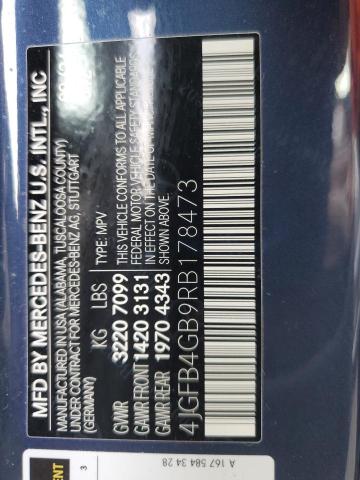 MFD BY MERCEDES-BENZ U.S. INTL., INC
MANUFACTURED IN USA (ALABAMA, TUSCALOOSA COUNTY)
UNDER CONTRACT FOR MERCEDES-BENZ AG, STUTTGART
(GERMANY)
KG LBS TYPE: MPV
GVWR 3220 7099
GAWR FRONT 1420 3131
GAWR REAR 1970 4343
THIS VEHICLE CONFORMS TO ALL APPLICABLE
FEDERAL MOTOR VEHICLE SAFETY STANDARDS
IN EFFECT ON THE DATE OF MANUFACTURE
SHOWN ABOVE
4JGFB4GB9RB178473
A 167 584 34 28
3